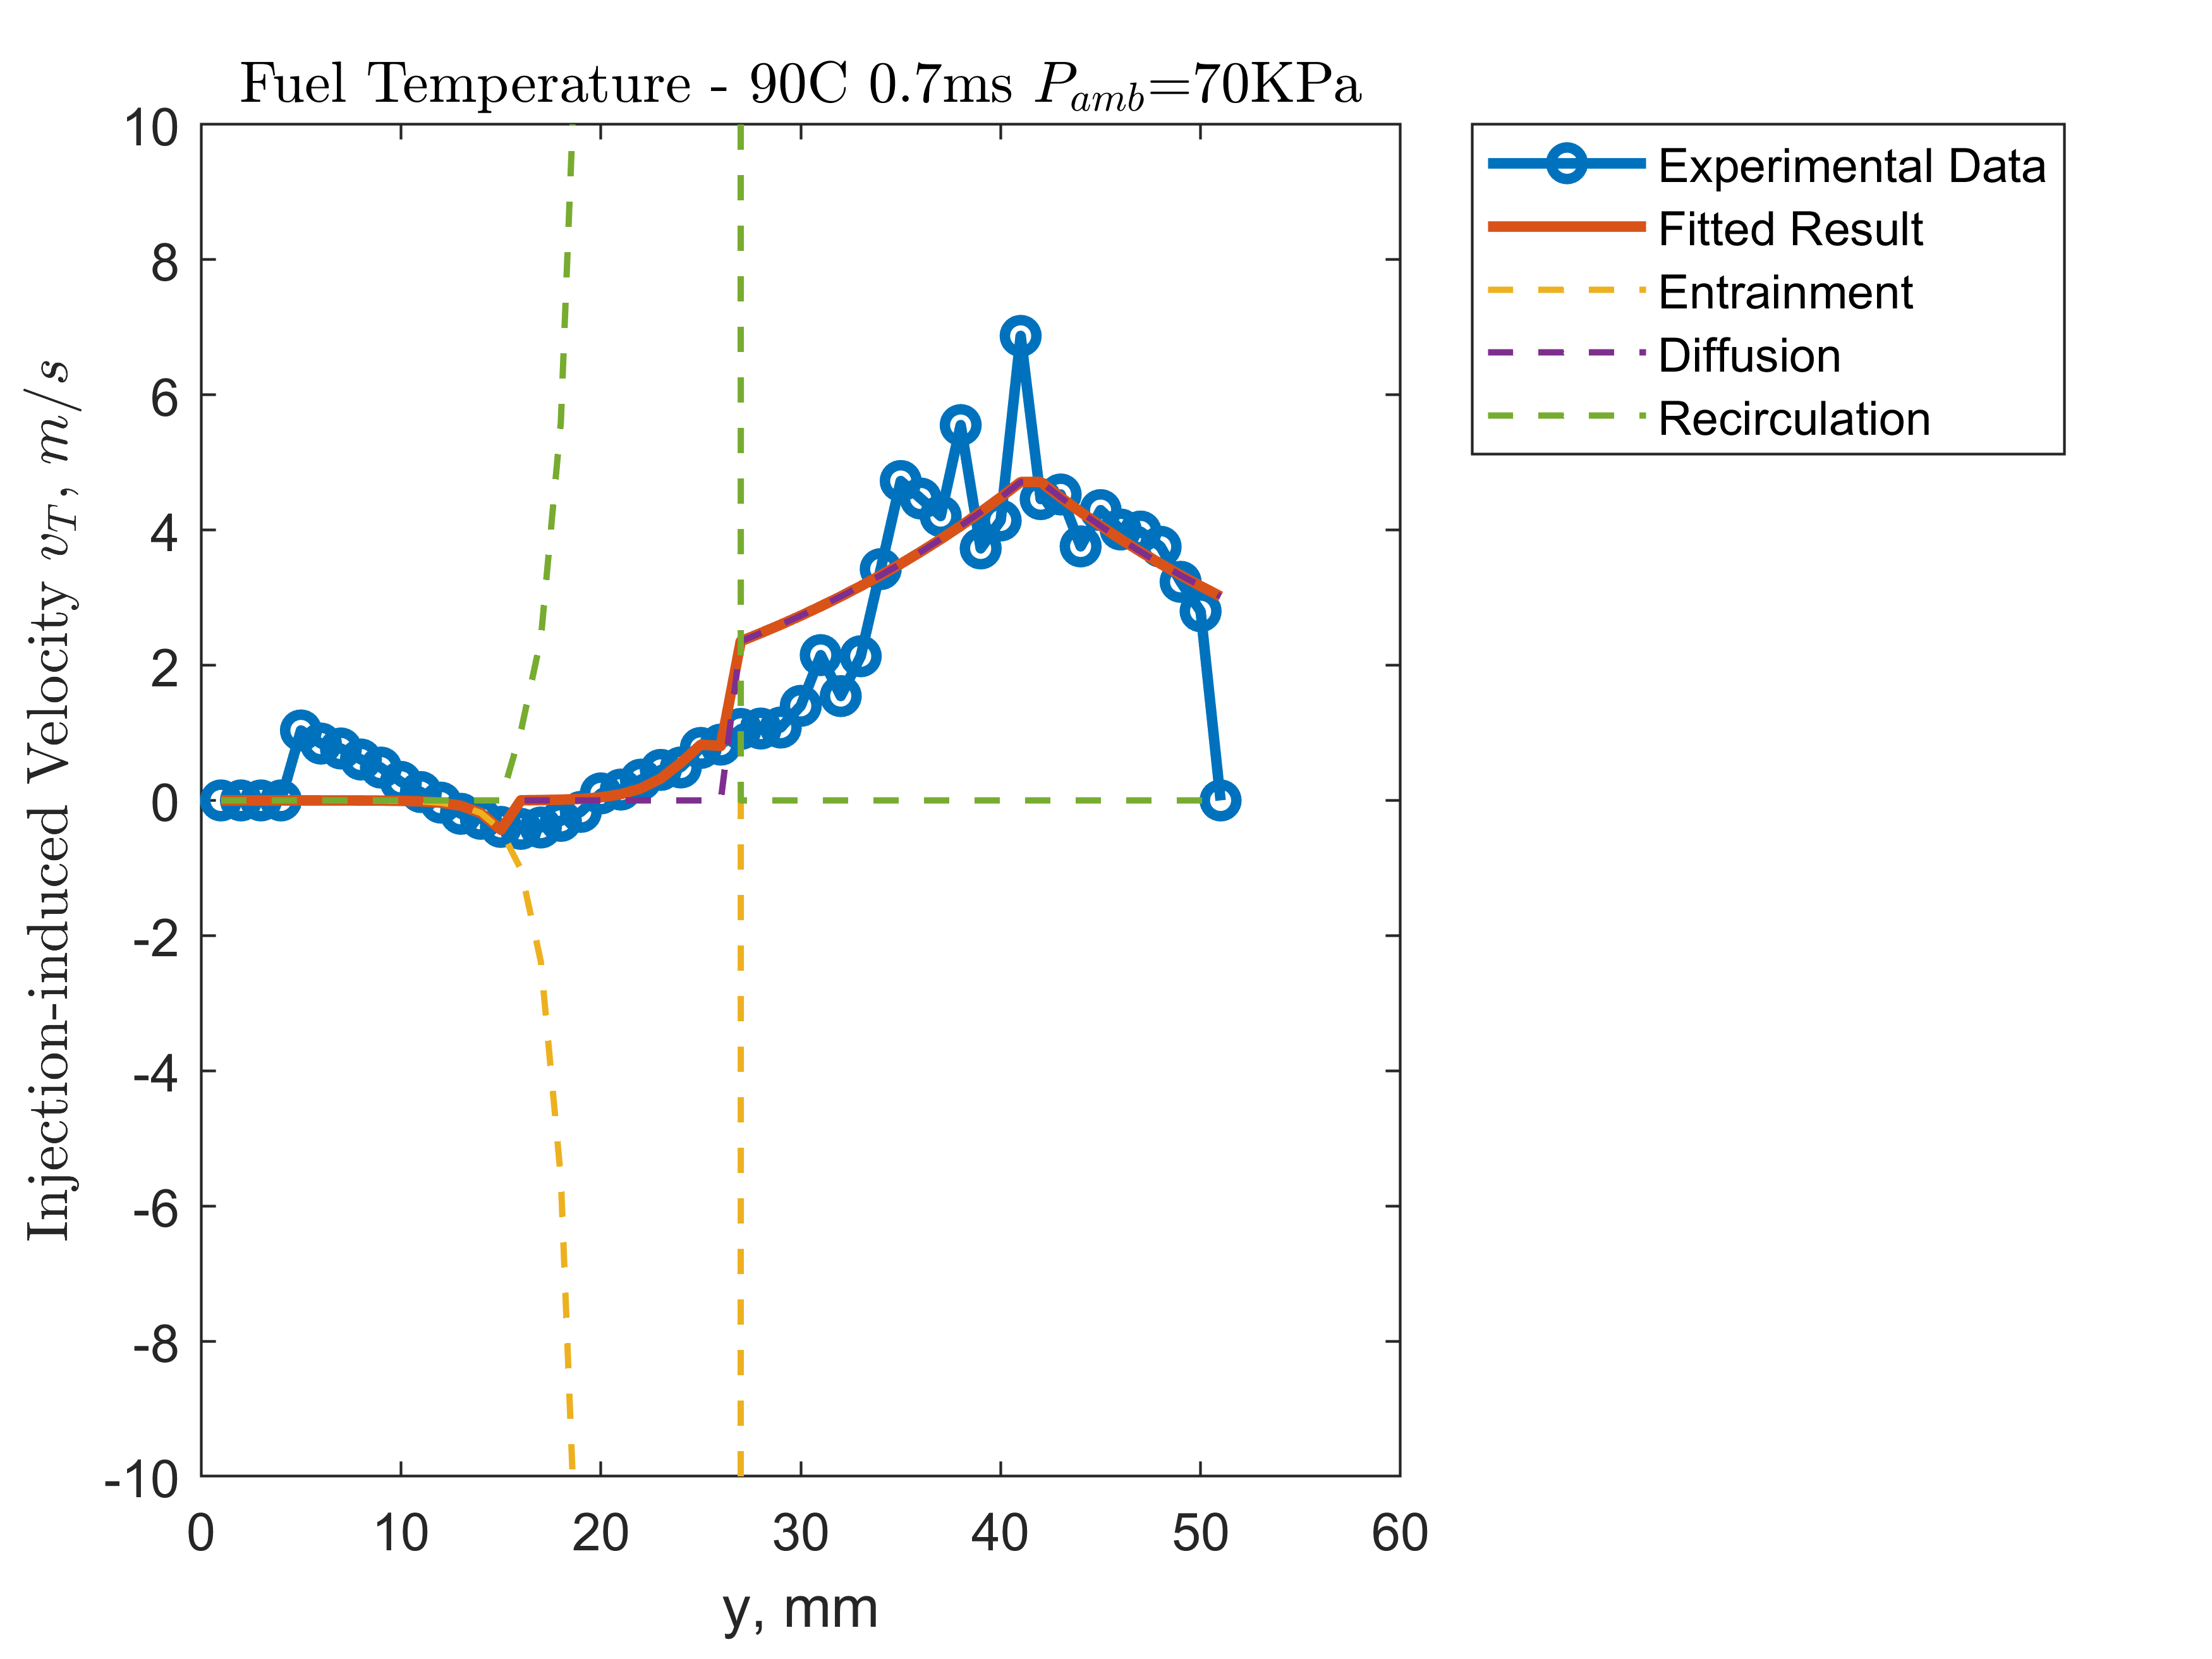 Fuel Temperature - 90C 0.7ms P_amb=70KPa
Experimental Data
Fitted Result
Entrainment
Diffusion
Recirculation
Injection-induced Velocity v_T, m/s
10
8
6
4
2
0
-2
-4
-6
-8
-10
0 10 20 30 40 50 60
y, mm